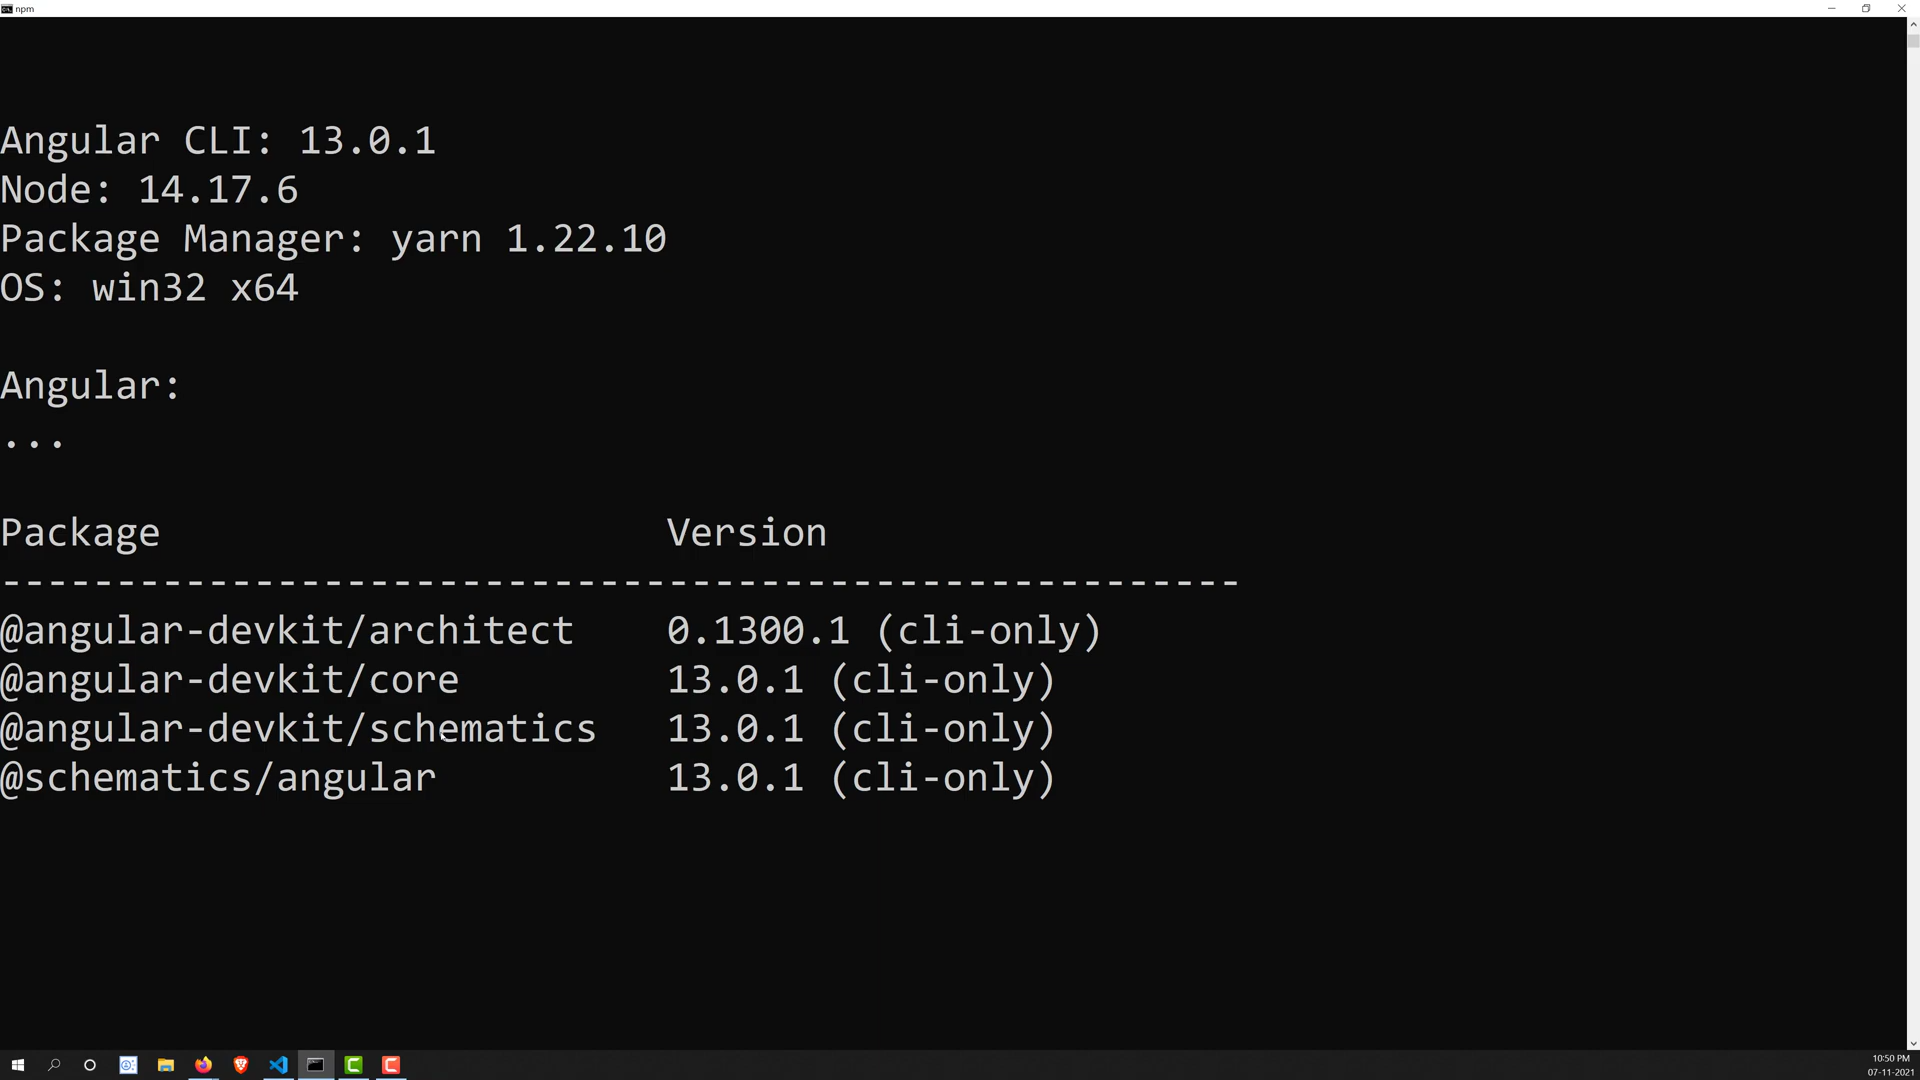 npm
Angular CLI: 13.0.1
Node: 14.17.6
Package Manager: yarn 1.22.10
OS: win32 x64
Angular:
...
Package Version
------------------------------------------------------
@angular-devkit/architect 0.1300.1 (cli-only)
@angular-devkit/core 13.0.1 (cli-only)
@angular-devkit/schematics 13.0.1 (cli-only)
@schematics/angular 13.0.1 (cli-only)
10:50 PM
07-11-2021